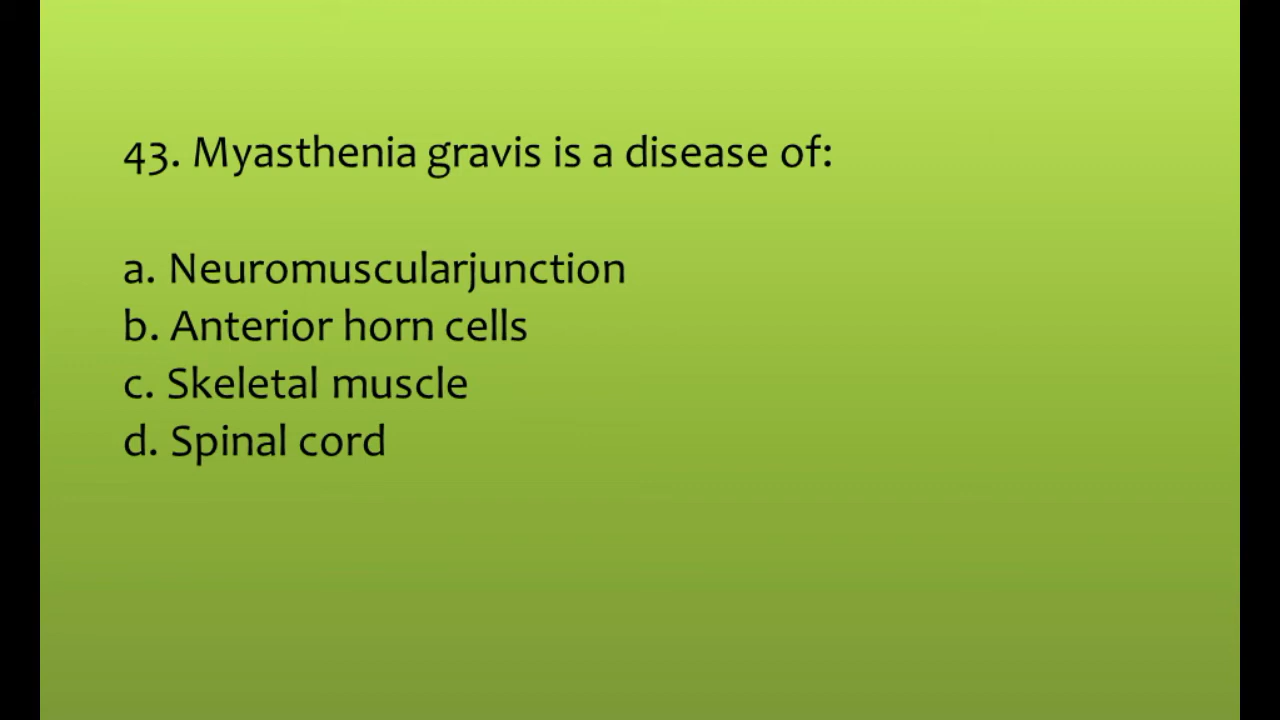 43. Myasthenia gravis is a disease of:
a. Neuromuscularjunction
b. Anterior horn cells
c. Skeletal muscle
d. Spinal cord